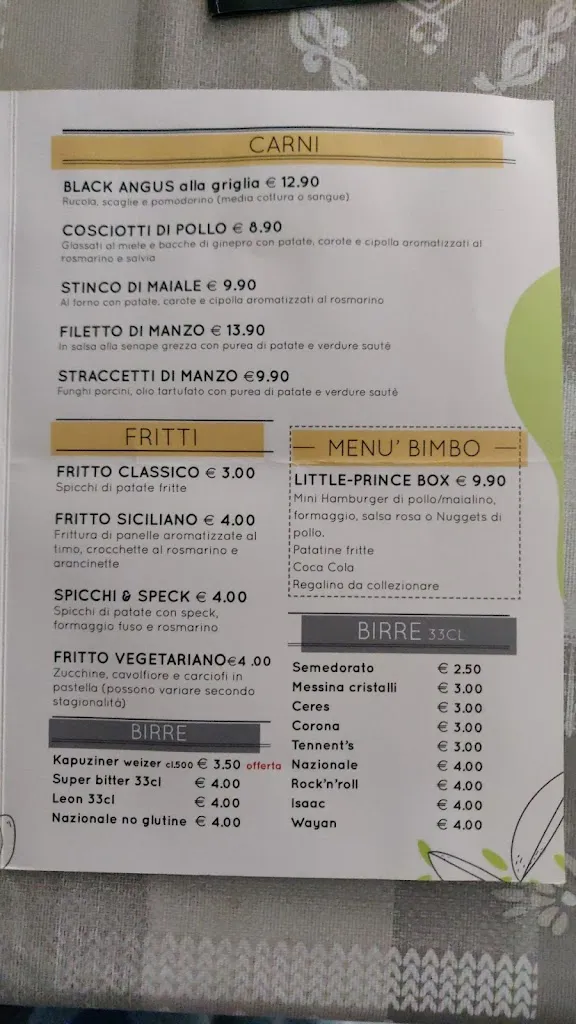 CARNI
BLACK ANGUS alla griglia € 12.90
Rucola, scaglie e pomodorino (media cottura o sangue)
COSCIOTTI DI POLLO € 8.90
Glassati al miele e bacche di ginepro con patate, carote e cipolla aromatizzati al
rosmarino e salvia
STINCO DI MAIALE € 9.90
Al forno con patate, carote e cipolla aromatizzati al rosmarino
FILETTO DI MANZO € 13.90
In salsa alla senape grezza con purea di patate e verdure sautè
STRACCETTI DI MANZO €9.90
Funghi porcini, olio tartufato con purea di patate e verdure sautè
FRITTI
FRITTO CLASSICO € 3.00
Spicchi di patate fritte
FRITTO SICILIANO € 4.00
Frittura di panelle aromatizzate al
timo, crocchette al rosmarino e
arancinette
SPICCHI & SPECK € 4.00
Spicchi di patate con speck,
formaggio fuso e rosmarino
FRITTO VEGETARIANO€4 .00
Zucchine, cavolfiore e carciofi in
pastella (possono variare secondo
stagionalità)
BIRRE
Kapuziner weizer cl.500 € 3.50 offerta
Super bitter 33cl € 4.00
Leon 33cl € 4.00
Nazionale no glutine € 4.00
MENU' BIMBO
LITTLE-PRINCE BOX € 9.90
Mini Hamburger di pollo/maialino,
formaggio, salsa rosa o Nuggets di
pollo.
Patatine fritte
Coca Cola
Regalino da collezionare
BIRRE 33CL
Semedorato € 2.50
Messina cristalli € 3.00
Ceres € 3.00
Corona € 3.00
Tennent's € 3.00
Nazionale € 4.00
Rock'n'roll € 4.00
Isaac € 4.00
Wayan € 4.00